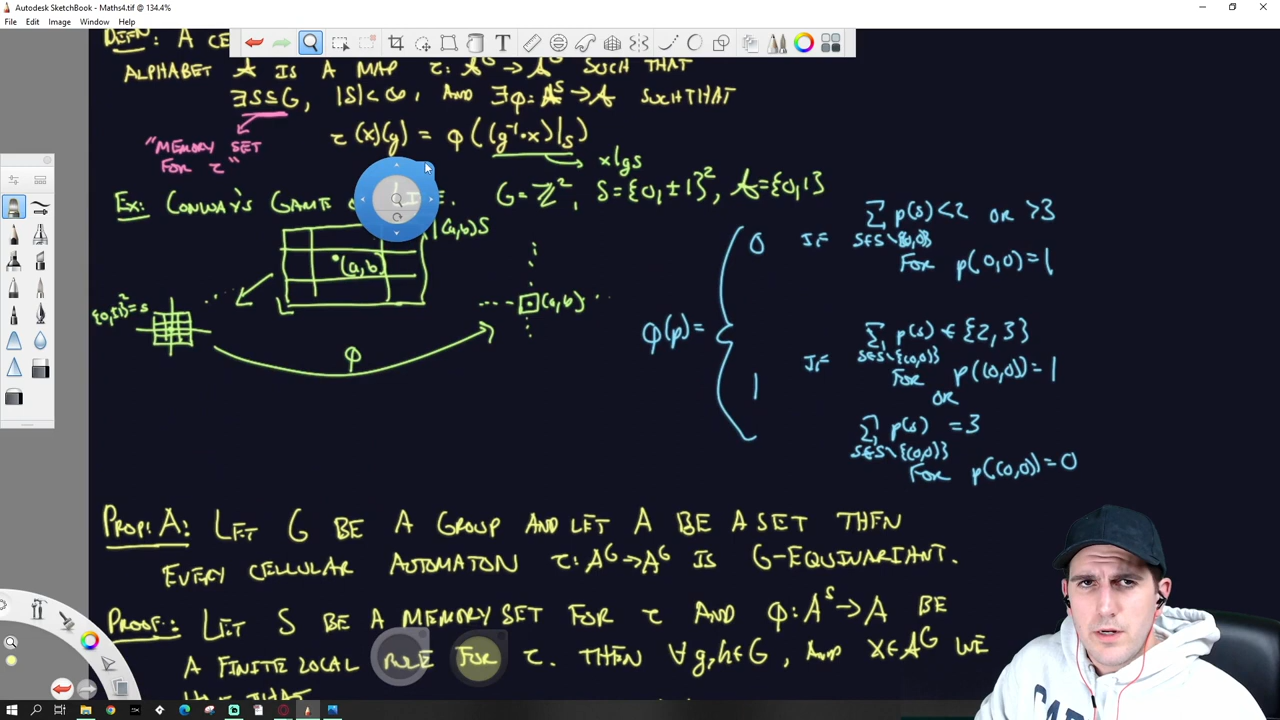 Autodesk SketchBook - Maths4.tif @ 134.4%
File Edit Image Window Help
DEFN: A CE
ALPHABET A IS A MAP τ: A^G → A^G SUCH THAT
∃S⊆G, |S|<∞, AND ∃φ: A^S → A SUCH THAT
τ(x)(g) = φ((g⁻¹·x)|_S)
"MEMORY SET
FOR τ"
x|gS
EX: CONWAY'S GAME LIFE. G=ℤ², S={0,±1}², A={0,1}
|(a,b)S
(a,b)
{0,±1}²=S
(a,b)
φ
φ(p)=
0 IF ∑ p(s)<2 OR >3
S∈S\{(0,0)}
FOR p(0,0)=1
1 IF ∑ p(s) ∈ {2,3}
S∈S\{(0,0)}
FOR p((0,0))=1
OR
∑ p(s) =3
S∈S\{(0,0)}
FOR p((0,0))=0
PROP: A: LET G BE A GROUP AND LET A BE A SET THEN
EVERY CELLULAR AUTOMATON τ: A^G→A^G IS G-EQUIVARIANT.
PROOF: LET S BE A MEMORY SET FOR τ AND φ: A^S→A BE
A FINITE LOCAL RULE FOR τ. THEN ∀g,h∈G, AND x∈A^G WE
HAVE THAT